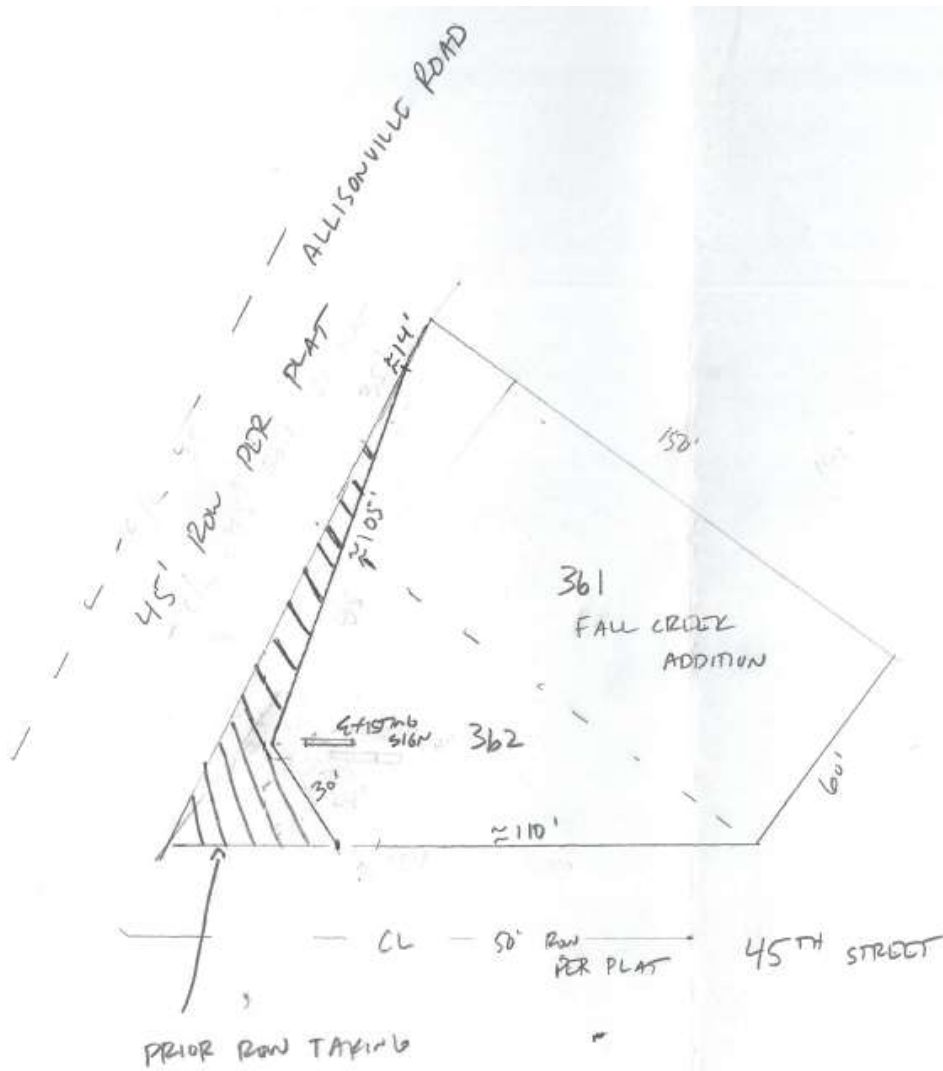 ALLISONVILLE ROAD
45' ROW PER PLAT
≈14'
150'
≈105'
361
FALL CREEK
ADDITION
EXISTING
SIGN
362
30'
60'
≈110'
CL
50' ROW
PER PLAT
45TH STREET
PRIOR ROW TAKING